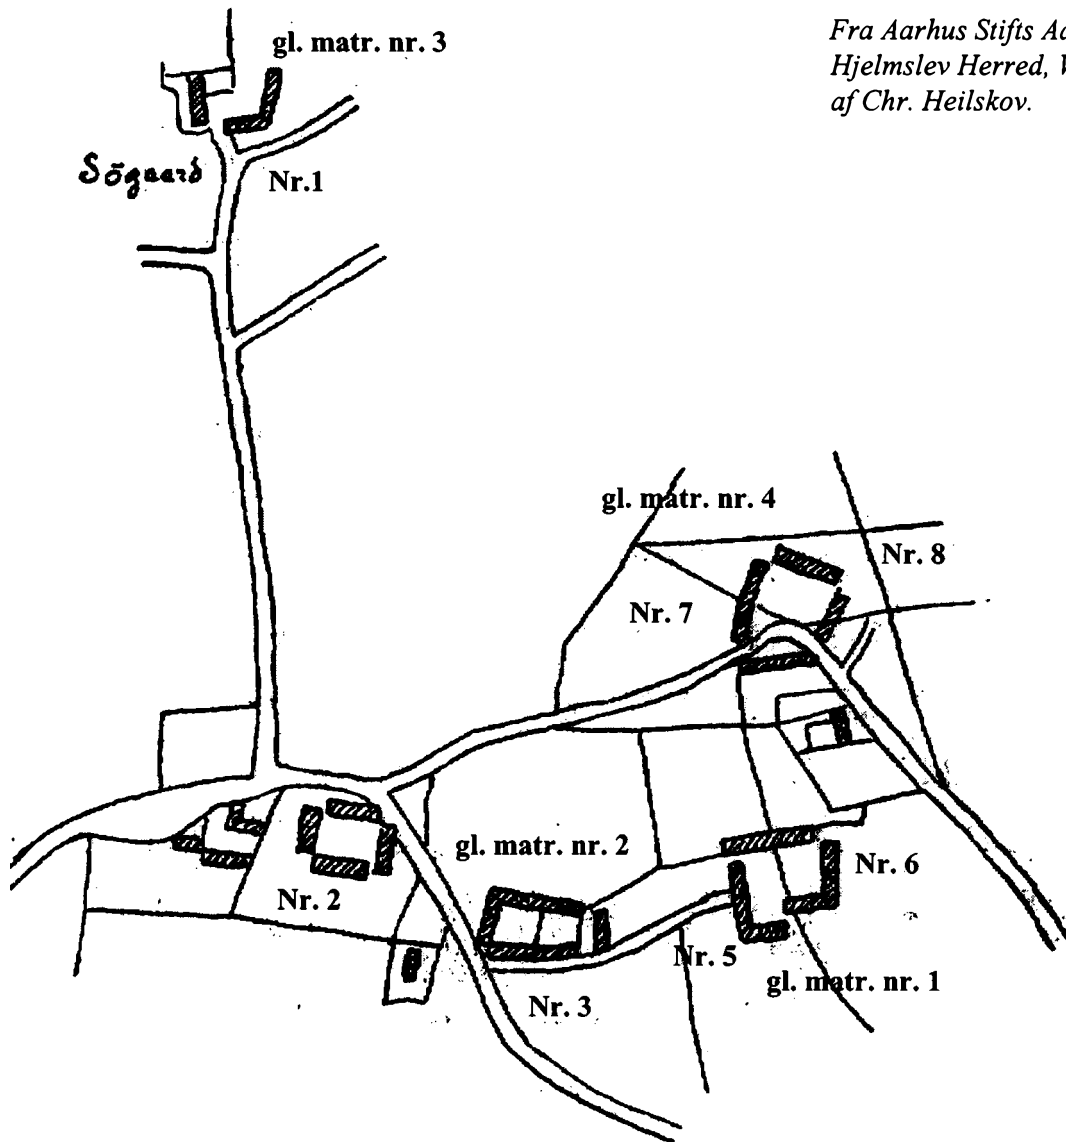 gl. matr. nr. 3
Fra Aarhus Stifts
Hjelmslev Herred,
af Chr. Heilskov.
Sōgaard
Nr.1
gl. matr. nr. 4
Nr. 8
Nr. 7
gl. matr. nr. 2
Nr. 6
Nr. 2
Nr. 5
gl. matr. nr. 1
Nr. 3